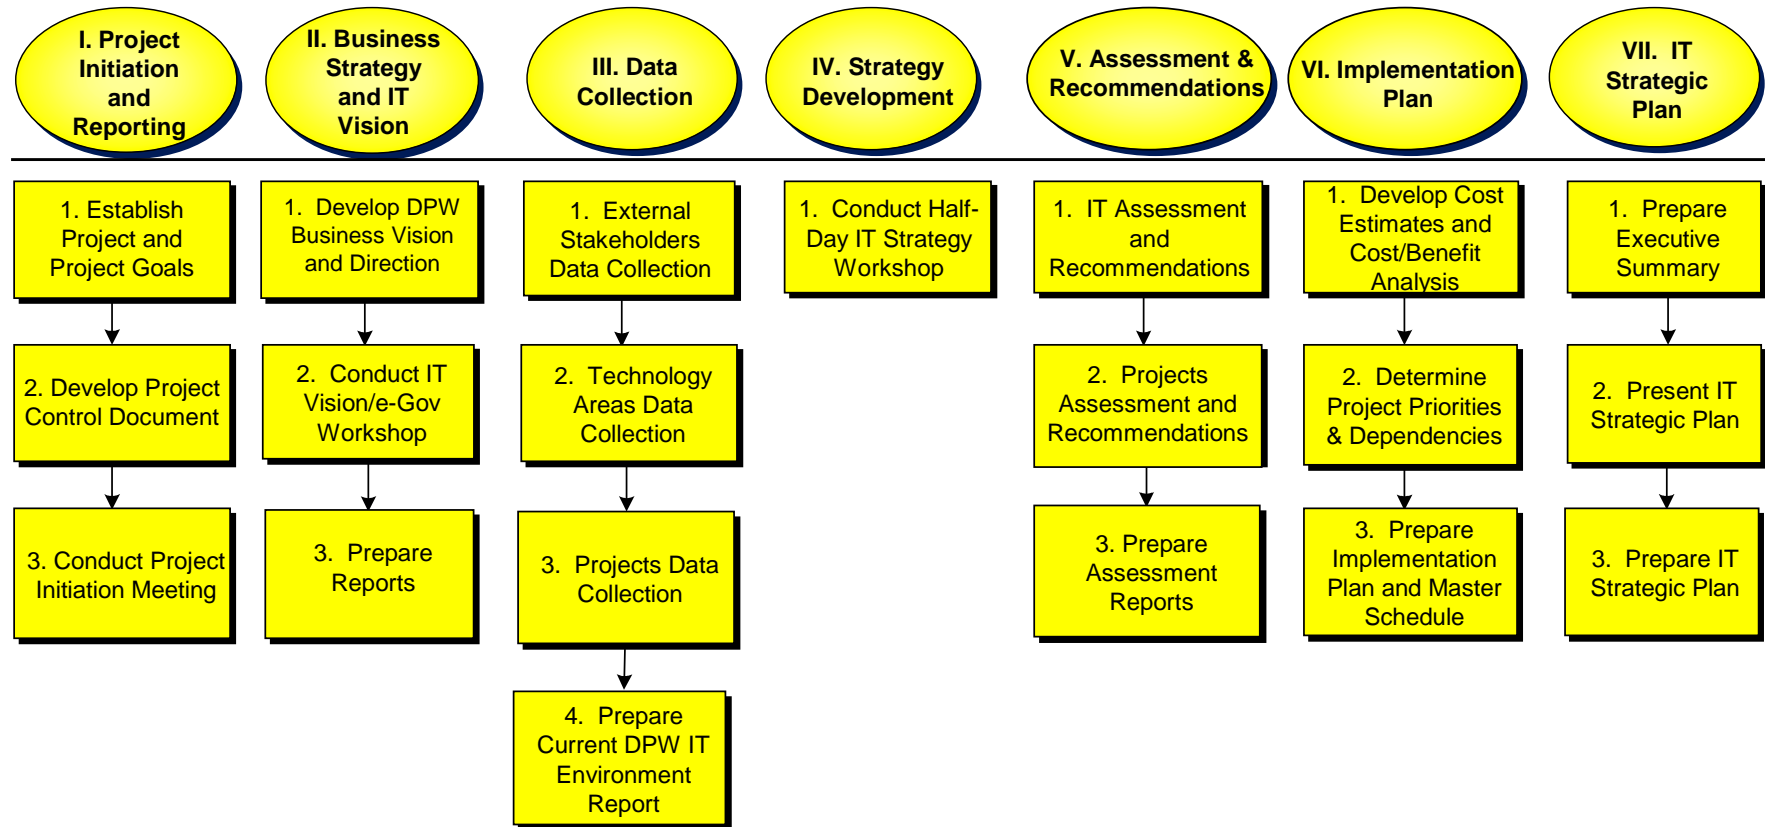 I. Project
Initiation
and
Reporting
II. Business
Strategy
and IT
Vision
III. Data
Collection
IV. Strategy
Development
V. Assessment &
Recommendations
VI. Implementation
Plan
VII.  IT
Strategic
Plan
1. Establish
Project and
Project Goals
2. Develop Project
Control Document
3. Conduct Project
Initiation Meeting
1.  Develop DPW
Business Vision
and Direction
2.  Conduct IT
Vision/e-Gov
Workshop
3.  Prepare
Reports
1.  External
Stakeholders
Data Collection
2.  Technology
Areas Data
Collection
3.  Projects Data
Collection
4.  Prepare
Current DPW IT
Environment
Report
1.  Conduct Half-
Day IT Strategy
Workshop
1.  IT Assessment
and
Recommendations
2.  Projects
Assessment and
Recommendations
3. Prepare
Assessment
Reports
1.  Develop Cost
Estimates and
Cost/Benefit
Analysis
2.  Determine
Project Priorities
& Dependencies
3.  Prepare
Implementation
Plan and Master
Schedule
1.  Prepare
Executive
Summary
2.  Present IT
Strategic Plan
3.  Prepare IT
Strategic Plan